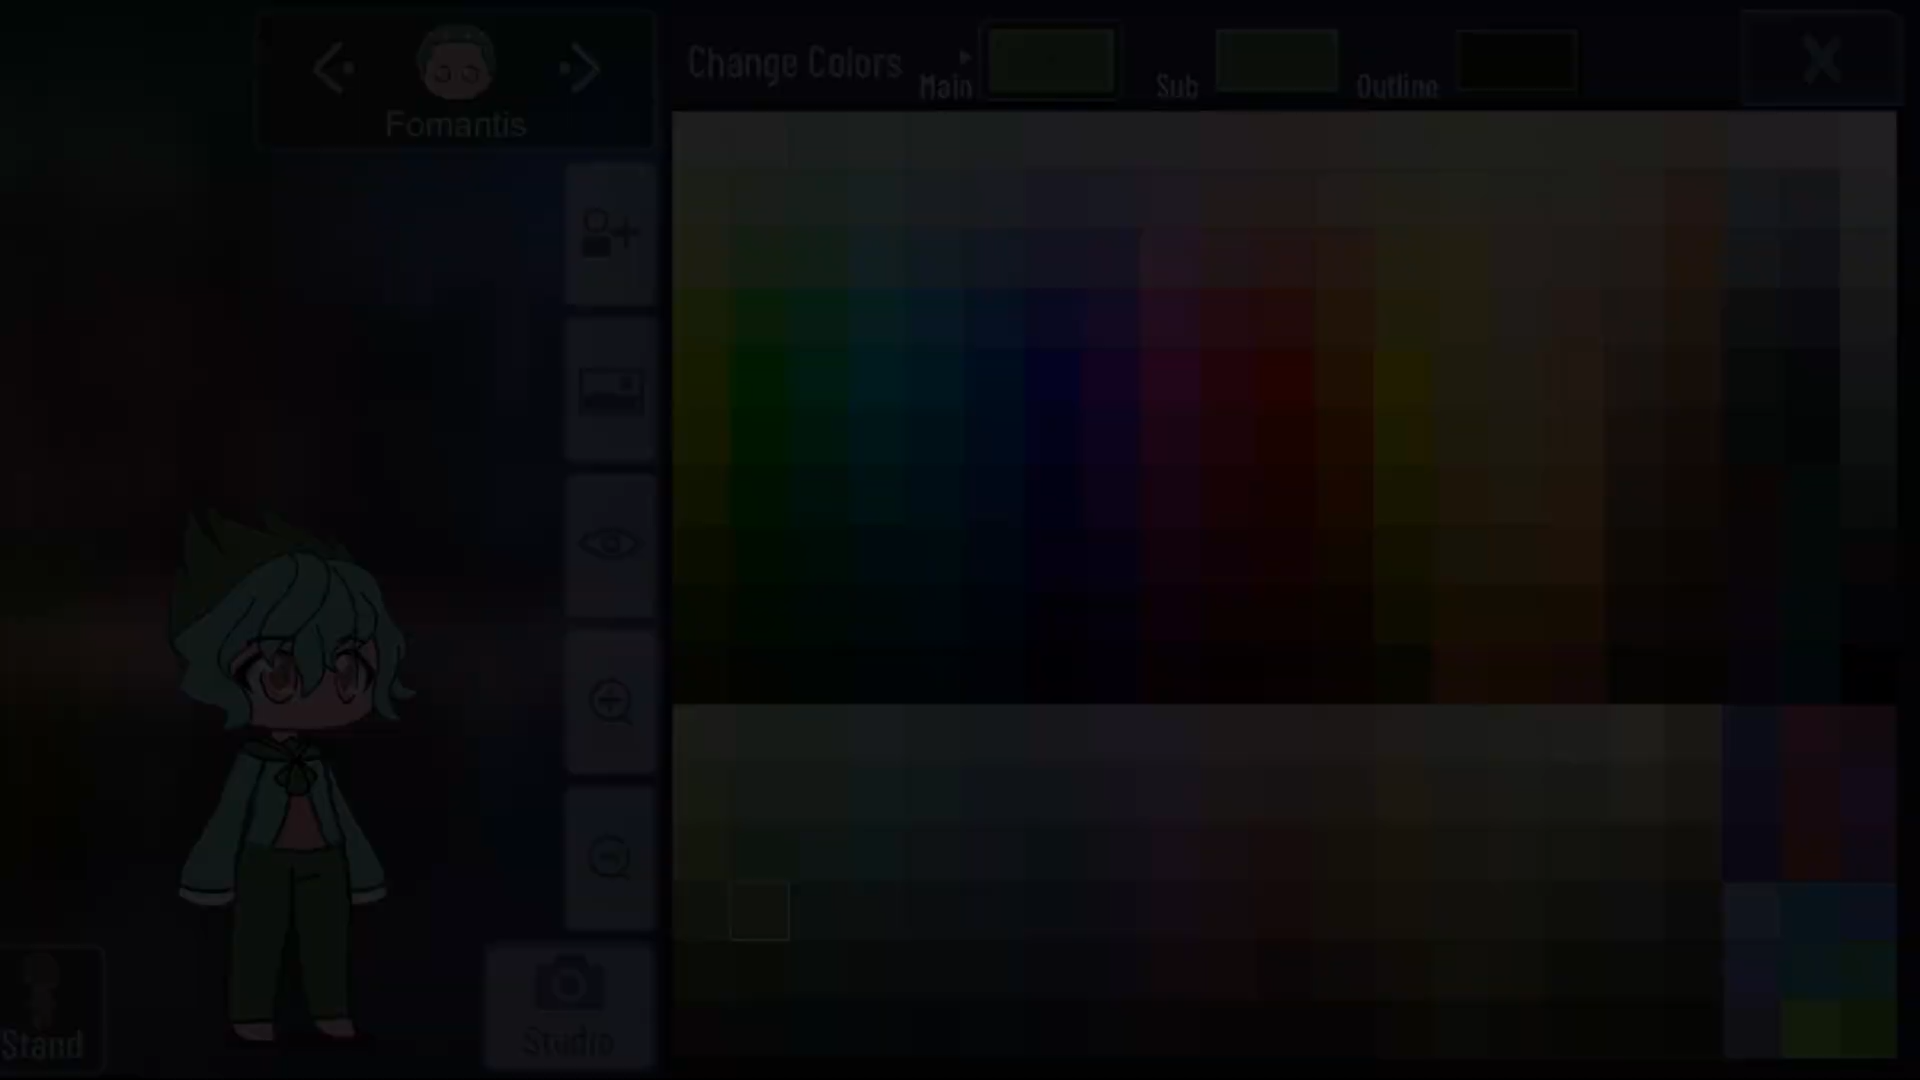 Change Colors
Main
Sub
Outline
X
Fomantis
Stand
Studio